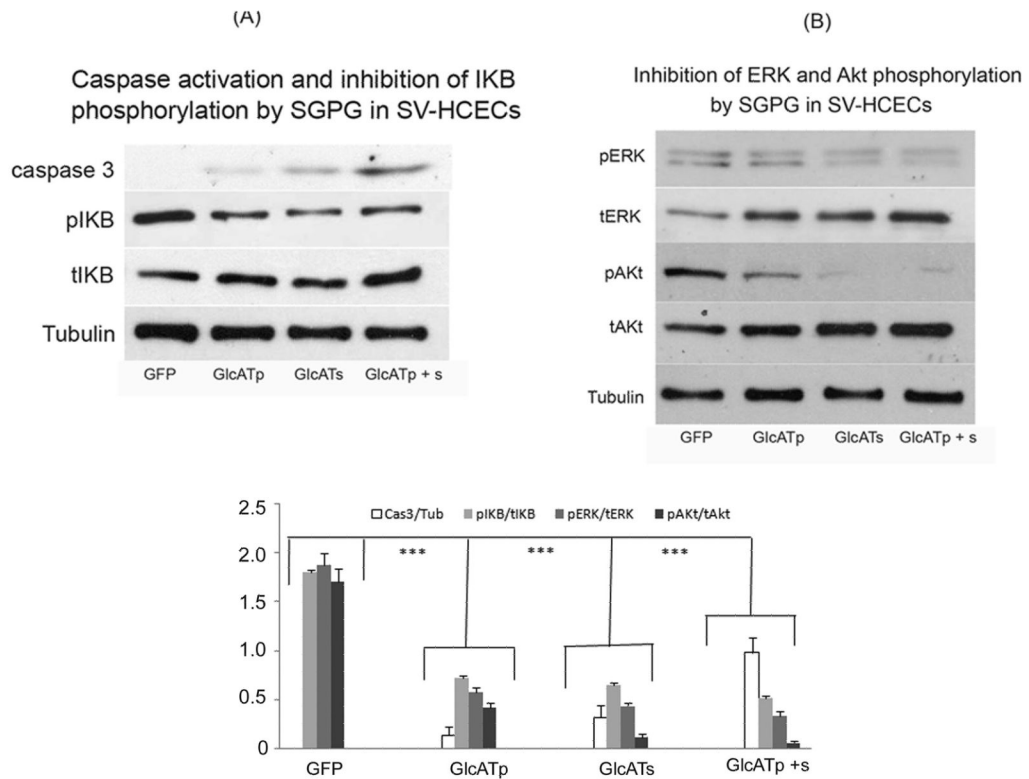 (A)
Caspase activation and inhibition of IKB
phosphorylation by SGPG in SV-HCECs
caspase 3
pIKB
tIKB
Tubulin
GFP GlcATp GlcATs GlcATp + s
(B)
Inhibition of ERK and Akt phosphorylation
by SGPG in SV-HCECs
pERK
tERK
pAKt
tAKt
Tubulin
GFP GlcATp GlcATs GlcATp + s
2.5
2.0
1.5
1.0
0.5
0
Cas3/Tub pIKB/tIKB pERK/tERK pAKt/tAkt
*** *** ***
GFP GlcATp GlcATs GlcATp +s